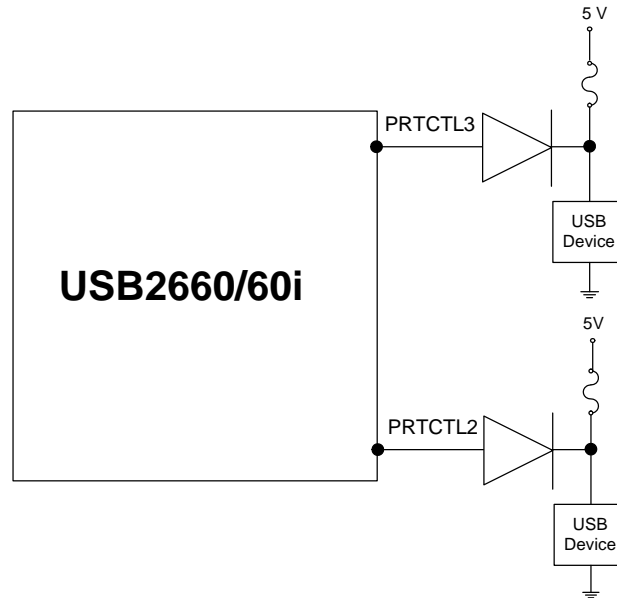 5 V
PRTCTL3
USB
Device
USB2660/60i
5V
PRTCTL2
USB
Device